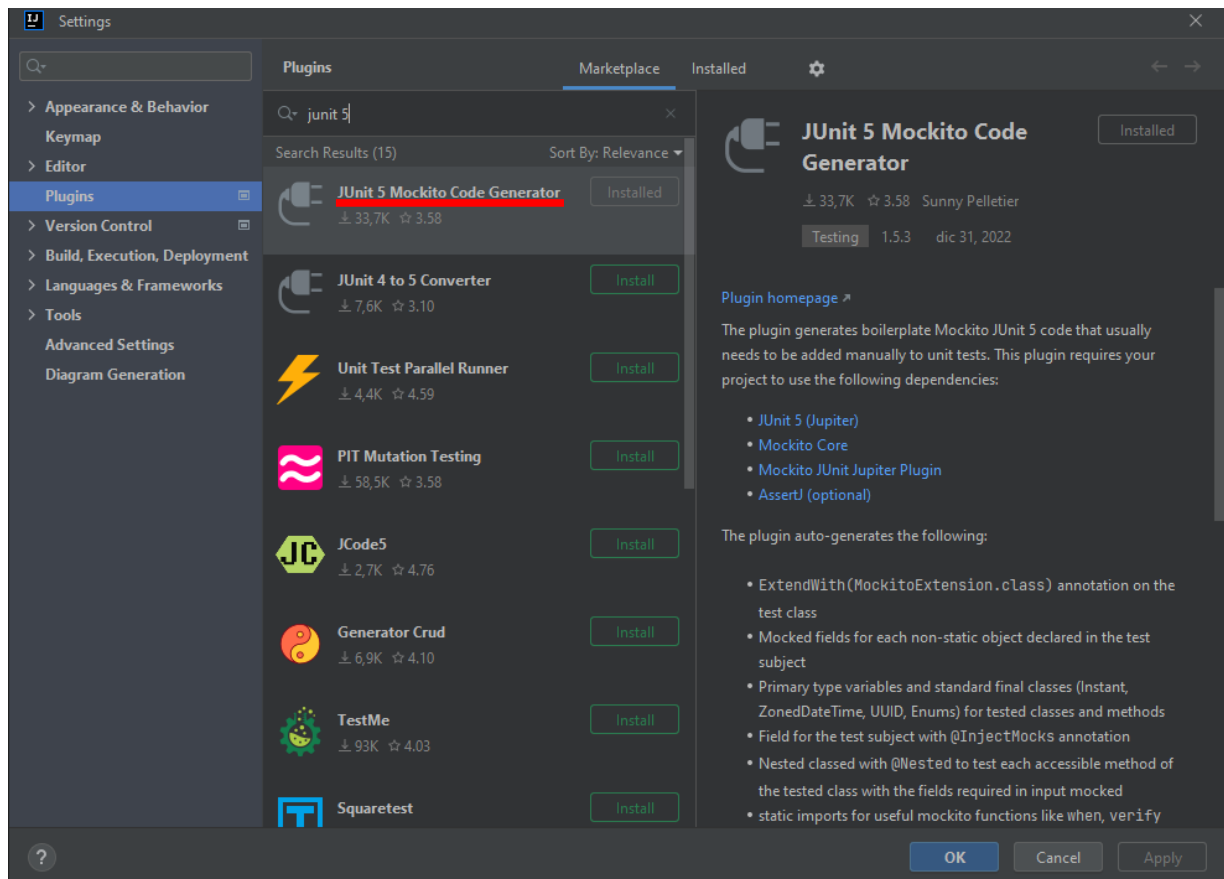 Settings
Appearance & Behavior
Keymap
Editor
Plugins
Version Control
Build, Execution, Deployment
Languages & Frameworks
Tools
Advanced Settings
Diagram Generation
Plugins
Marketplace
Installed
junit 5
Search Results (15)
Sort By: Relevance
JUnit 5 Mockito Code Generator
Installed
33,7K 3.58
JUnit 4 to 5 Converter
Install
7,6K 3.10
Unit Test Parallel Runner
Install
4,4K 4.59
PIT Mutation Testing
Install
58,5K 3.58
JC
JCode5
Install
2,7K 4.76
Generator Crud
Install
6,9K 4.10
TestMe
Install
93K 4.03
Squaretest
Install
JUnit 5 Mockito Code
Generator
Installed
33,7K 3.58 Sunny Pelletier
Testing 1.5.3 dic 31, 2022
Plugin homepage ↗
The plugin generates boilerplate Mockito JUnit 5 code that usually
needs to be added manually to unit tests. This plugin requires your
project to use the following dependencies:
• JUnit 5 (Jupiter)
• Mockito Core
• Mockito JUnit Jupiter Plugin
• AssertJ (optional)
The plugin auto-generates the following:
• ExtendWith(MockitoExtension.class) annotation on the
test class
• Mocked fields for each non-static object declared in the test
subject
• Primary type variables and standard final classes (Instant,
ZonedDateTime, UUID, Enums) for tested classes and methods
• Field for the test subject with @InjectMocks annotation
• Nested classed with @Nested to test each accessible method of
the tested class with the fields required in input mocked
• static imports for useful mockito functions like when, verify
?
OK
Cancel
Apply